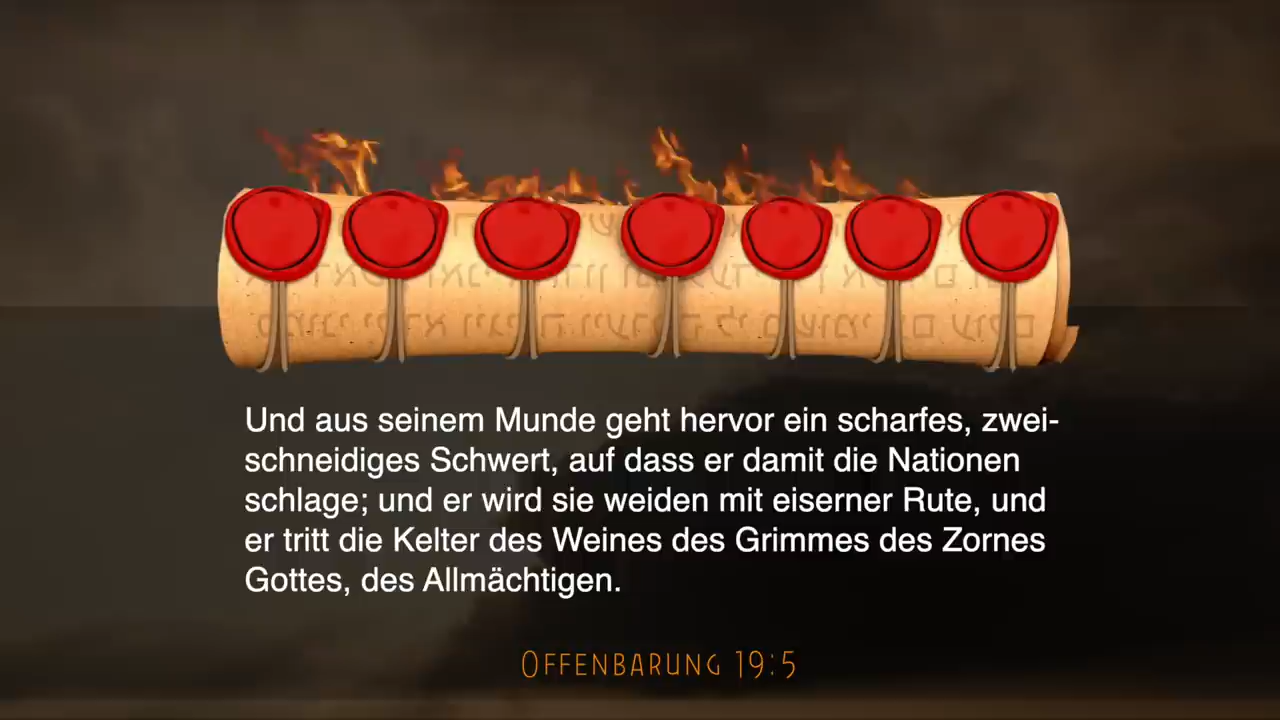 Und aus seinem Munde geht hervor ein scharfes, zwei-
schneidiges Schwert, auf dass er damit die Nationen
schlage; und er wird sie weiden mit eiserner Rute, und
er tritt die Kelter des Weines des Grimmes des Zornes
Gottes, des Allmächtigen.
Offenbarung 19:5